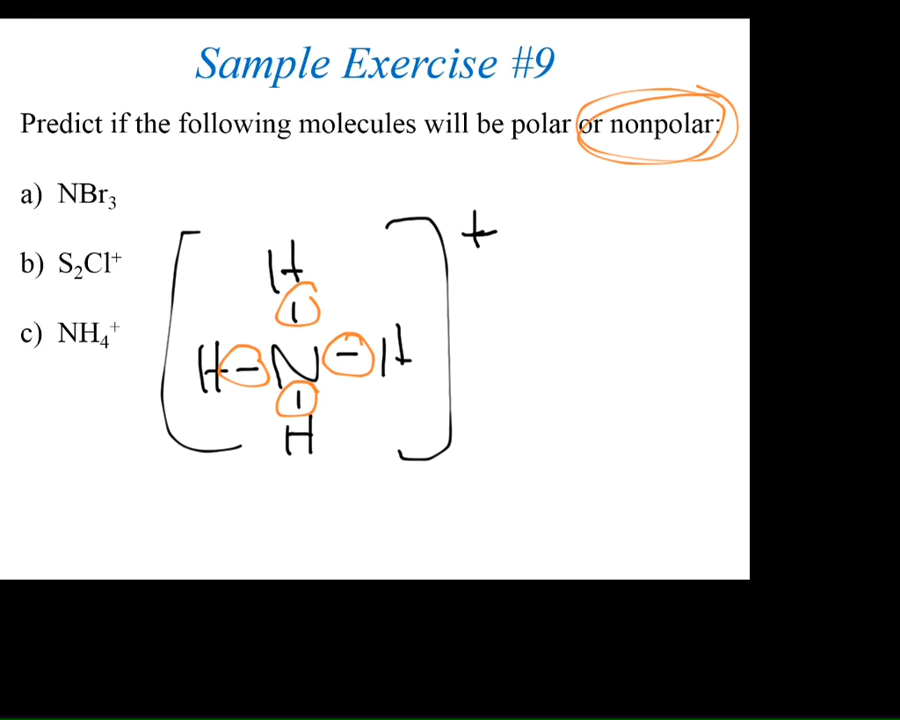 Sample Exercise #9
Predict if the following molecules will be polar or nonpolar:
a) NBr₃
b) S₂Cl⁺
c) NH₄⁺
+
H
|
H–N–H
|
H